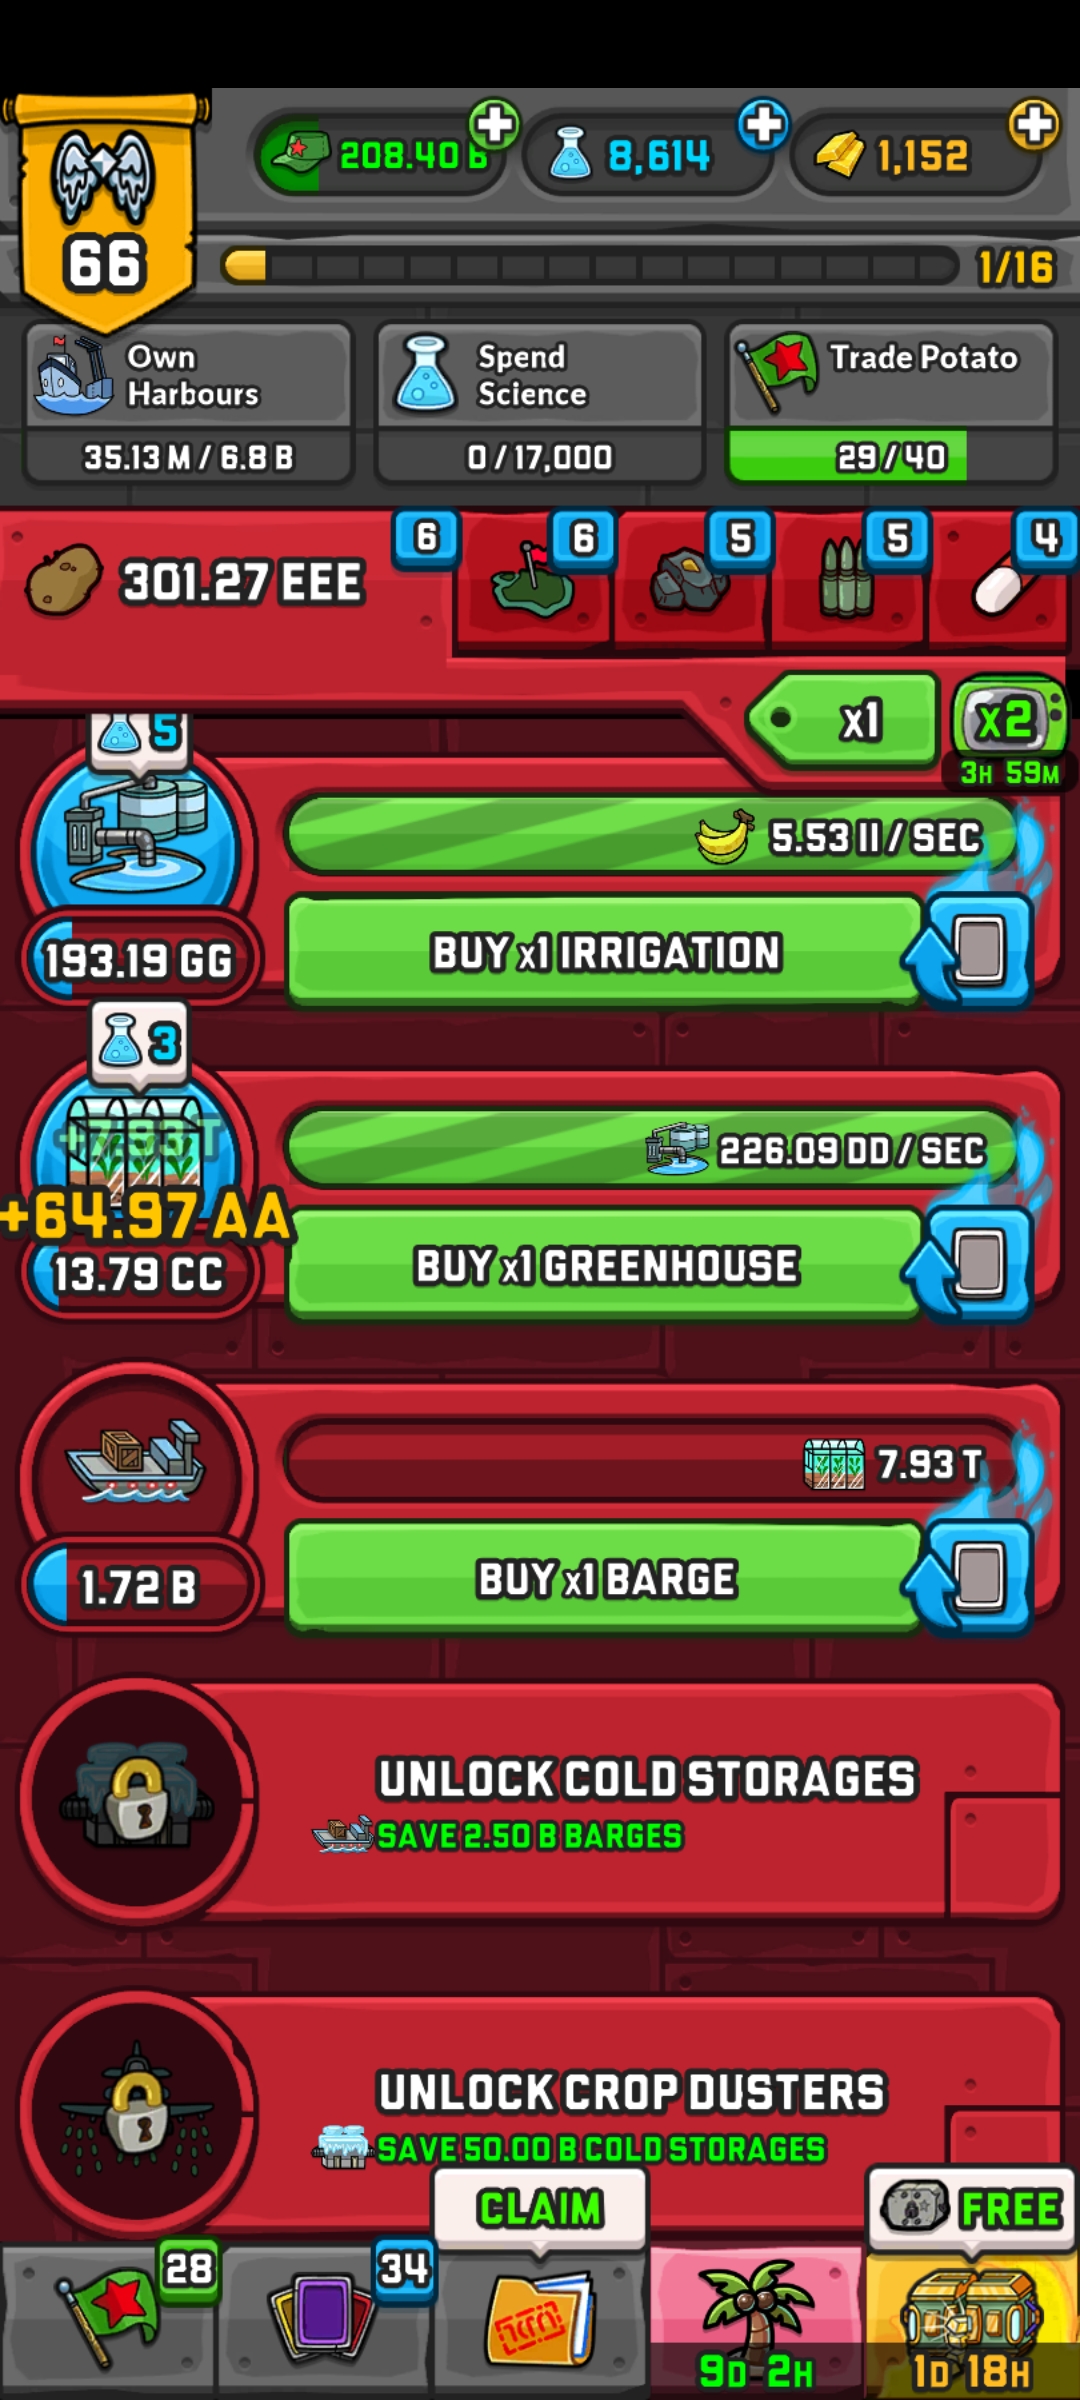 208.40 B
8,614
1,152
66
1/16
Own
Harbours
35.13 M / 6.8 B
Spend
Science
0 / 17,000
Trade Potato
29 / 40
301.27 EEE
6
6
5
5
4
x1
x2
3H 59M
5
5.53 II / SEC
193.19 GG
BUY x1 IRRIGATION
3
+7.93 T
226.09 DD / SEC
+64.97 AA
13.79 CC
BUY x1 GREENHOUSE
7.93 T
1.72 B
BUY x1 BARGE
UNLOCK COLD STORAGES
SAVE 2.50 B BARGES
UNLOCK CROP DUSTERS
SAVE 50.00 B COLD STORAGES
CLAIM
FREE
28
34
9D 2H
1D 18H